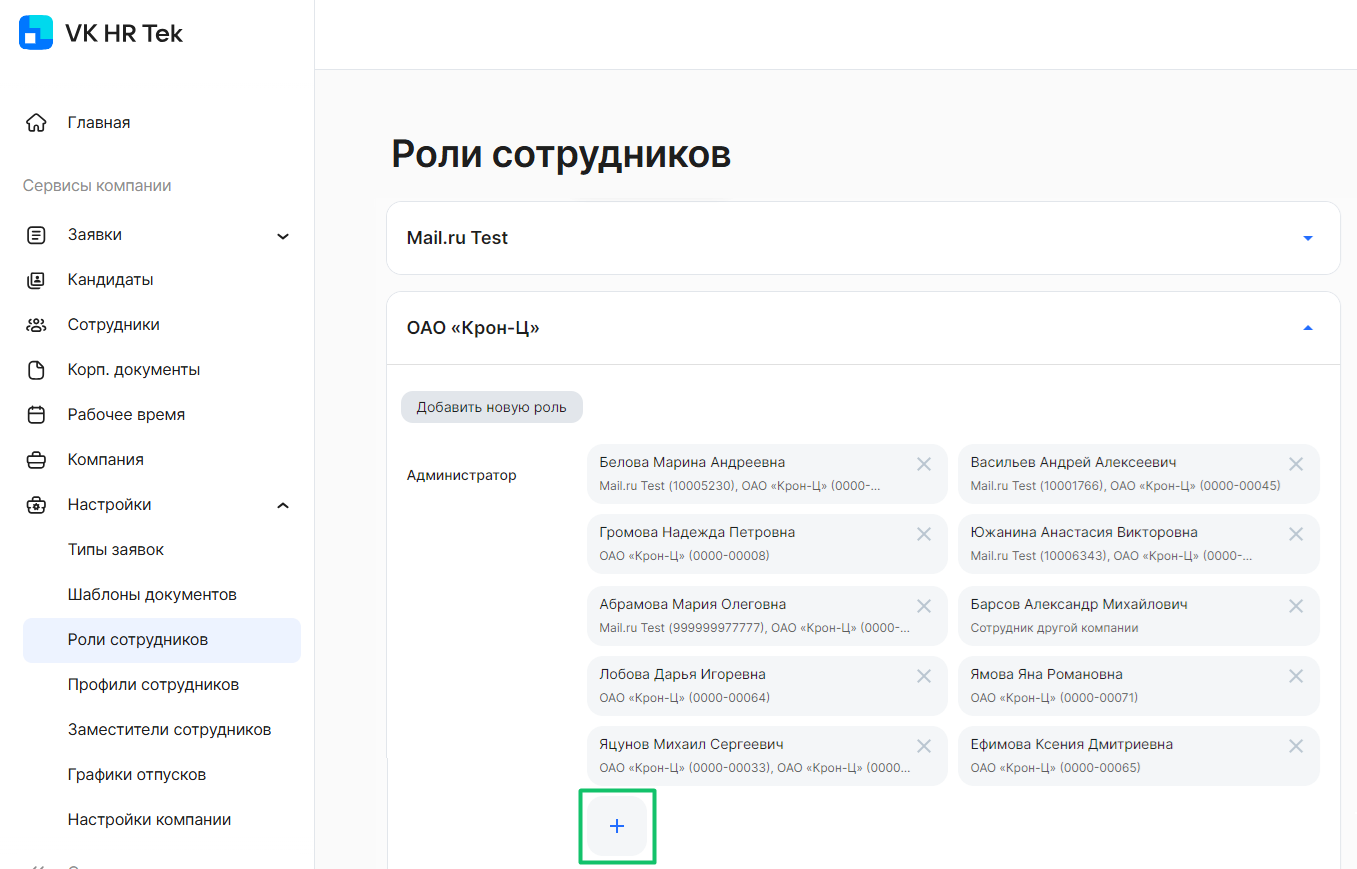 VK HR Tek
Главная
Сервисы компании
Заявки
Кандидаты
Сотрудники
Корп. документы
Рабочее время
Компания
Настройки
Типы заявок
Шаблоны документов
Роли сотрудников
Профили сотрудников
Заместители сотрудников
Графики отпусков
Настройки компании
Роли сотрудников
Mail.ru Test
ОАО «Крон-Ц»
Добавить новую роль
Администратор
Белова Марина Андреевна
Mail.ru Test (10005230), ОАО «Крон-Ц» (0000-...
Васильев Андрей Алексеевич
Mail.ru Test (10001766), ОАО «Крон-Ц» (0000-00045)
Громова Надежда Петровна
ОАО «Крон-Ц» (0000-00008)
Южанина Анастасия Викторовна
Mail.ru Test (10006343), ОАО «Крон-Ц» (0000-...
Абрамова Мария Олеговна
Mail.ru Test (999999977777), ОАО «Крон-Ц» (0000-...
Барсов Александр Михайлович
Сотрудник другой компании
Лобова Дарья Игоревна
ОАО «Крон-Ц» (0000-00064)
Ямова Яна Романовна
ОАО «Крон-Ц» (0000-00071)
Яцунов Михаил Сергеевич
ОАО «Крон-Ц» (0000-00033), ОАО «Крон-Ц» (0000...
Ефимова Ксения Дмитриевна
ОАО «Крон-Ц» (0000-00065)